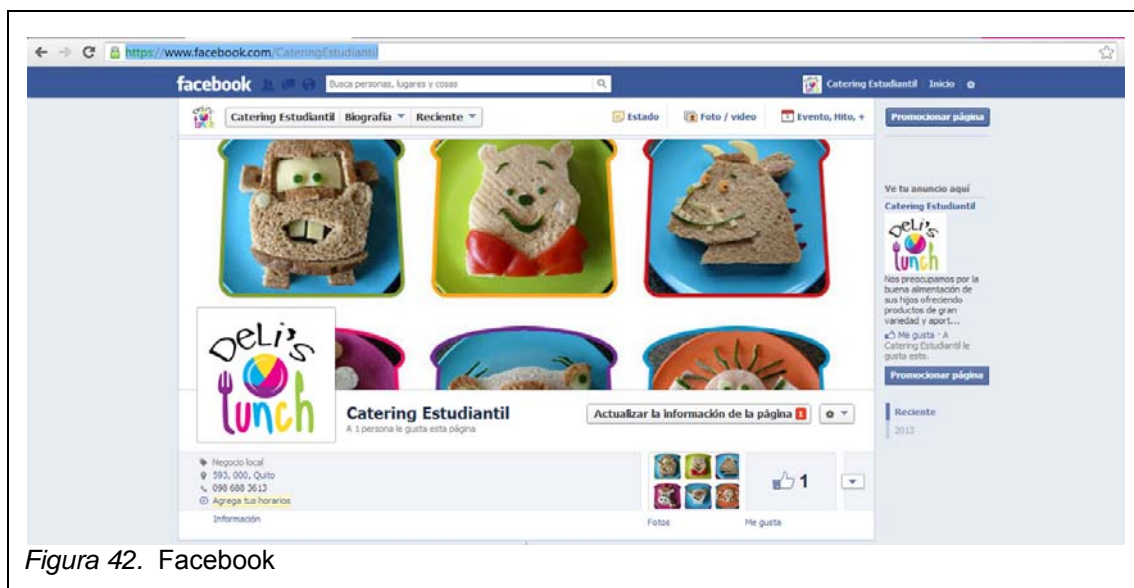 https://www.facebook.com/CateringEstudiantil
facebook Busca personas, lugares y cosas Catering Estudiantil Inicio
Catering Estudiantil Biografía Reciente Estado Foto / video Evento, Hito, + Promocionar página
Ve tu anuncio aquí
Catering Estudiantil
DeLi's
Lunch
Nos preocupamos por la
buena alimentación de
sus hijos ofreciendo
productos de gran
variedad y aport...
Me gusta · A
Catering Estudiantil le
gusta esto.
Promocionar página
Reciente
2013
DeLi's
Lunch
Catering Estudiantil
A 1 persona le gusta esta página
Actualizar la información de la página 1
Negocio local
593, 000, Quito
098 688 3613
Agrega tus horarios
Información
1
Fotos Me gusta
Figura 42. Facebook